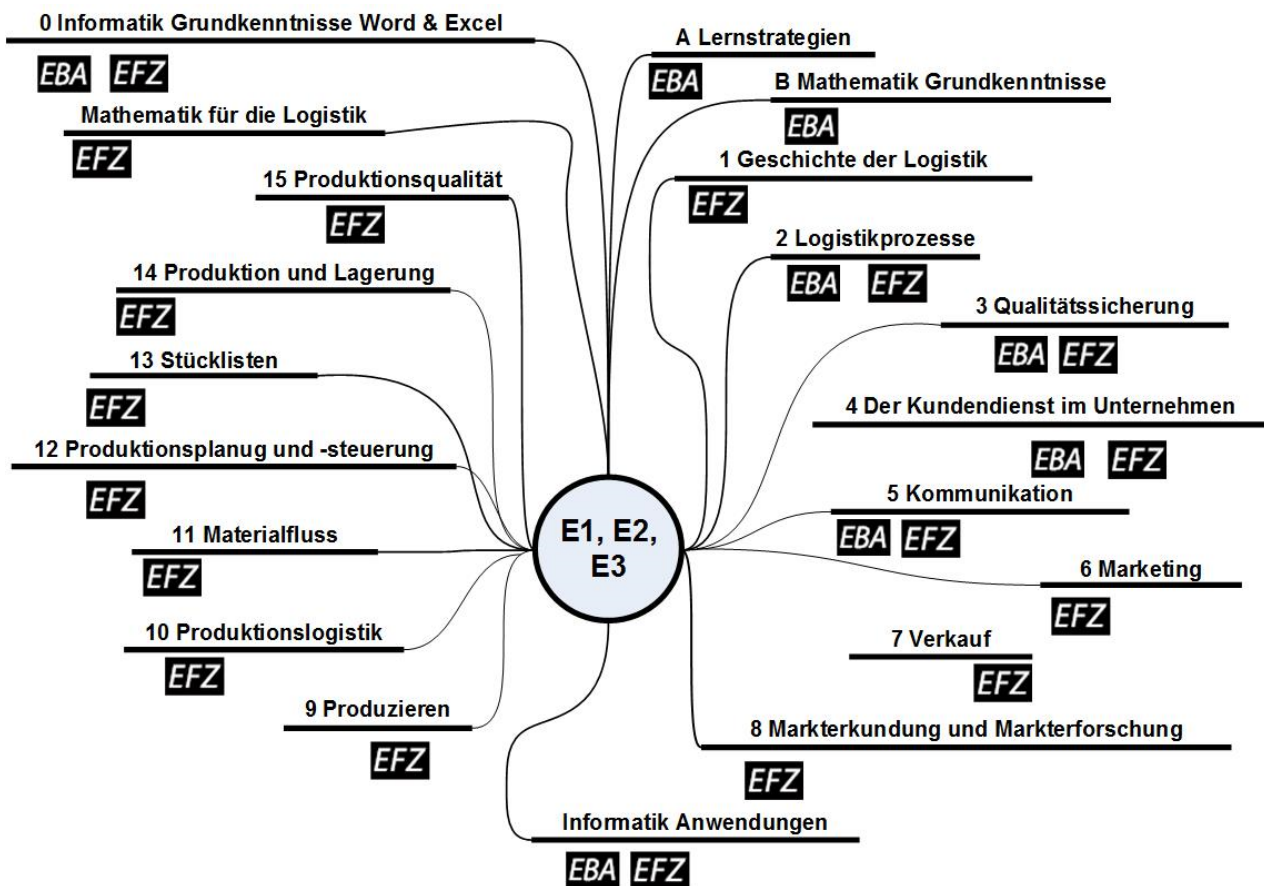 0 Informatik Grundkenntnisse Word & Excel
EBA EFZ
Mathematik für die Logistik
EFZ
15 Produktionsqualität
EFZ
14 Produktion und Lagerung
EFZ
13 Stücklisten
EFZ
12 Produktionsplanug und -steuerung
EFZ
11 Materialfluss
EFZ
10 Produktionslogistik
EFZ
9 Produzieren
EFZ
E1, E2,
E3
A Lernstrategien
EBA
B Mathematik Grundkenntnisse
EBA
1 Geschichte der Logistik
EFZ
2 Logistikprozesse
EBA EFZ
3 Qualitätssicherung
EBA EFZ
4 Der Kundendienst im Unternehmen
EBA EFZ
5 Kommunikation
EBA EFZ
6 Marketing
EFZ
7 Verkauf
EFZ
8 Markterkundung und Markterforschung
EFZ
Informatik Anwendungen
EBA EFZ